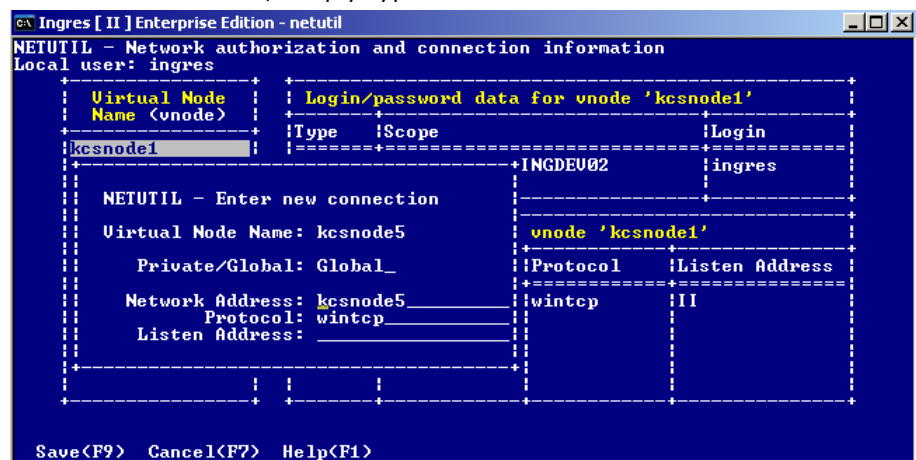 Ingres [ II ] Enterprise Edition - netutil
NETUTIL - Network authorization and connection information
Local user: ingres
Virtual Node
Name (vnode)
Login/password data for vnode 'kcsnode1'
Type Scope Login
kcsnode1
INGDEV02 ingres
NETUTIL - Enter new connection
Virtual Node Name: kcsnode5
vnode 'kcsnode1'
Private/Global: Global_
Protocol Listen Address
Network Address: kcsnode5________
wintcp II
Protocol: wintcp__________
Listen Address: ________________
Save(F9) Cancel(F7) Help(F1)